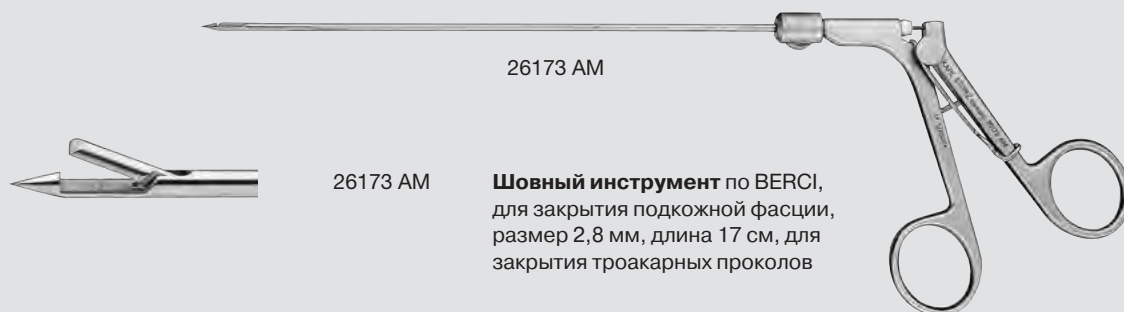 26173 AM
26173 AM
Шовный инструмент по BERCI,
для закрытия подкожной фасции,
размер 2,8 мм, длина 17 см, для
закрытия троакарных проколов